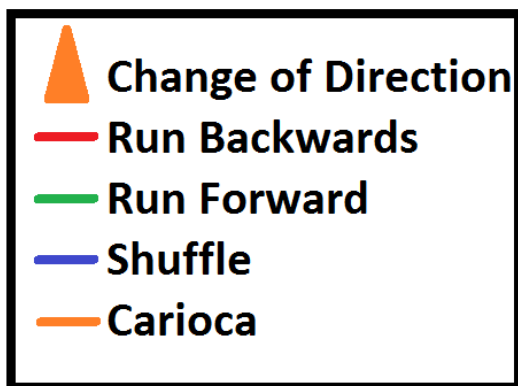 Change of Direction
Run Backwards
Run Forward
Shuffle
Carioca